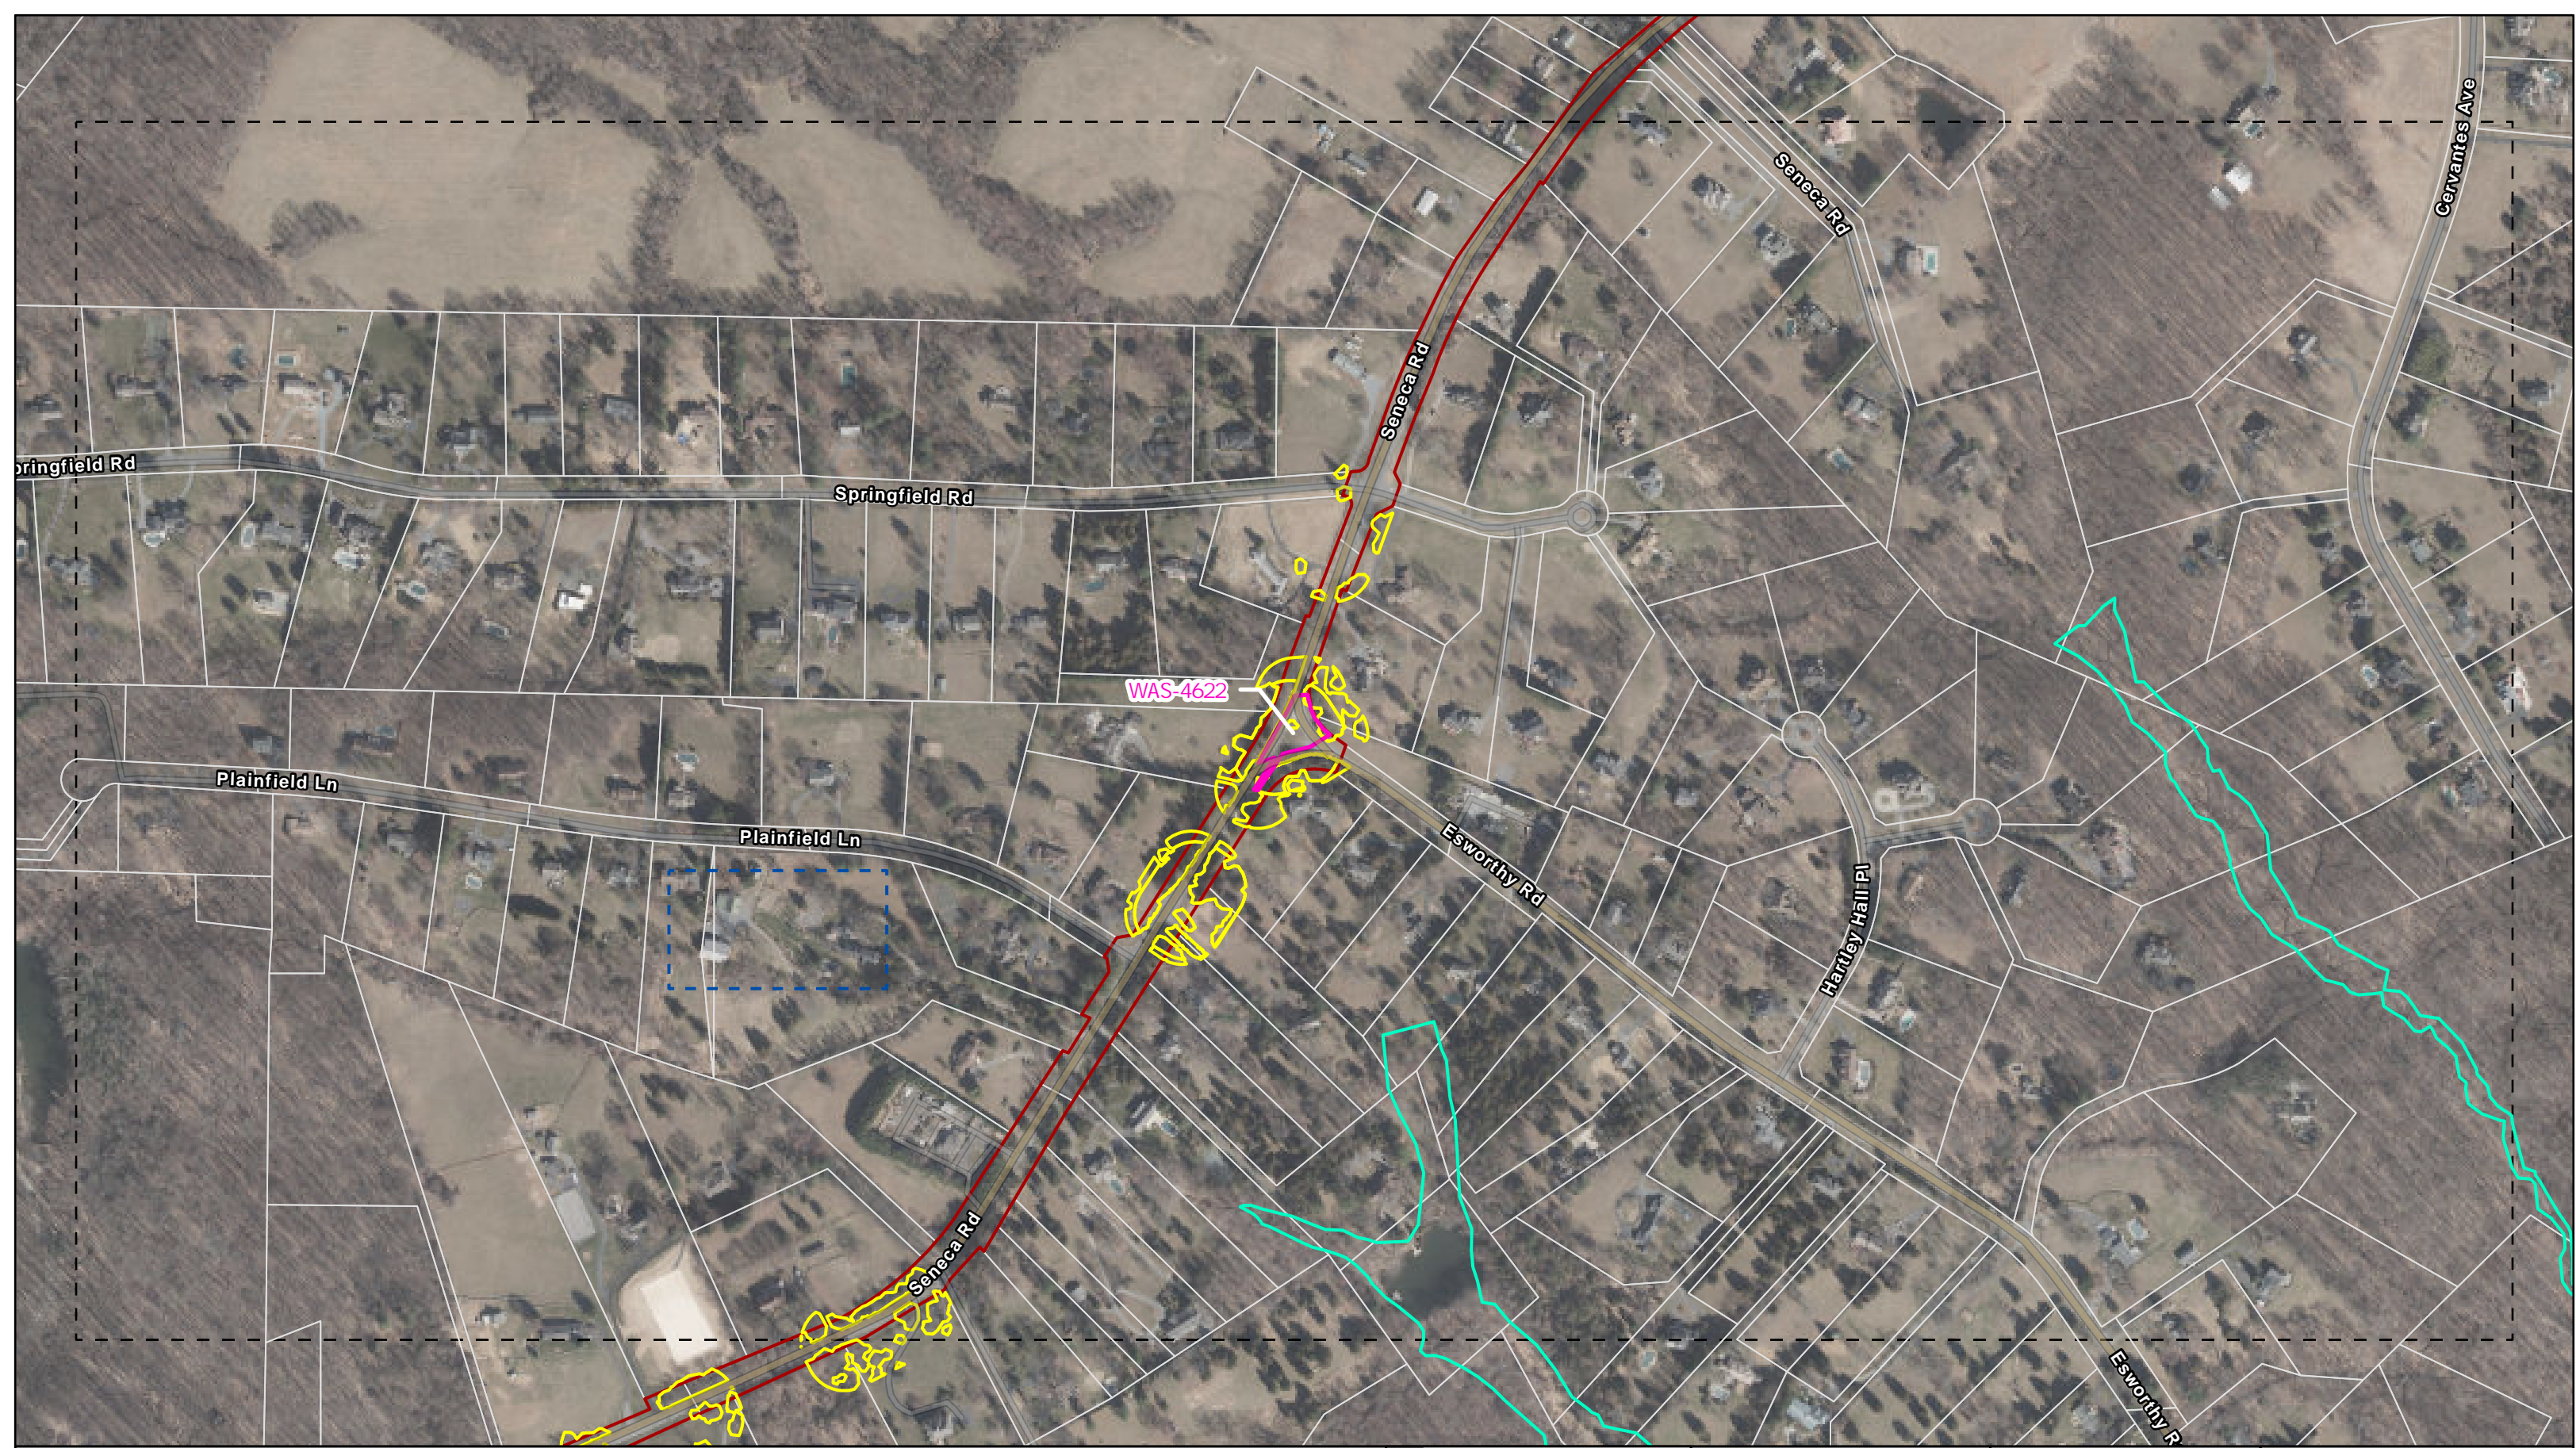 Cervantes Ave
Seneca Rd
Seneca Rd
pringfield Rd
Springfield Rd
WAS-4622
Plainfield Ln
Plainfield Ln
Esworthy Rd
Hartley Hall Pl
Seneca Rd
Esworthy R